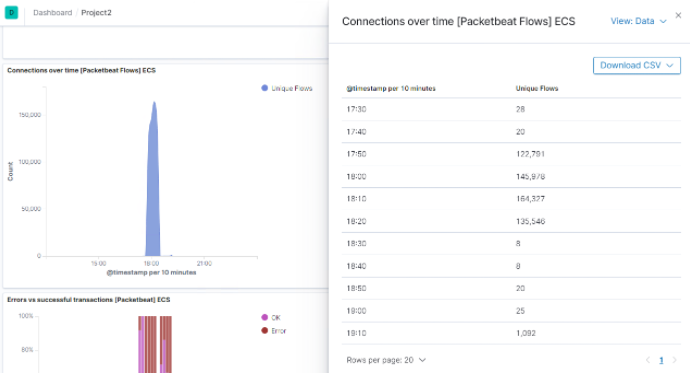 D Dashboard Project2
Connections over time [Packetbeat Flows] ECS
Unique Flows
150,000
100,000
50,000
0
Count
15:00 18:00 21:00
@timestamp per 10 minutes
Errors vs successful transactions [Packetbeat] ECS
100%
80%
OK
Error
Connections over time [Packetbeat Flows] ECS
View: Data
Download CSV
@timestamp per 10 minutes Unique Flows
17:30 28
17:40 20
17:50 122,791
18:00 145,978
18:10 164,327
18:20 135,546
18:30 8
18:40 8
18:50 20
19:00 25
19:10 1,092
Rows per page: 20
1